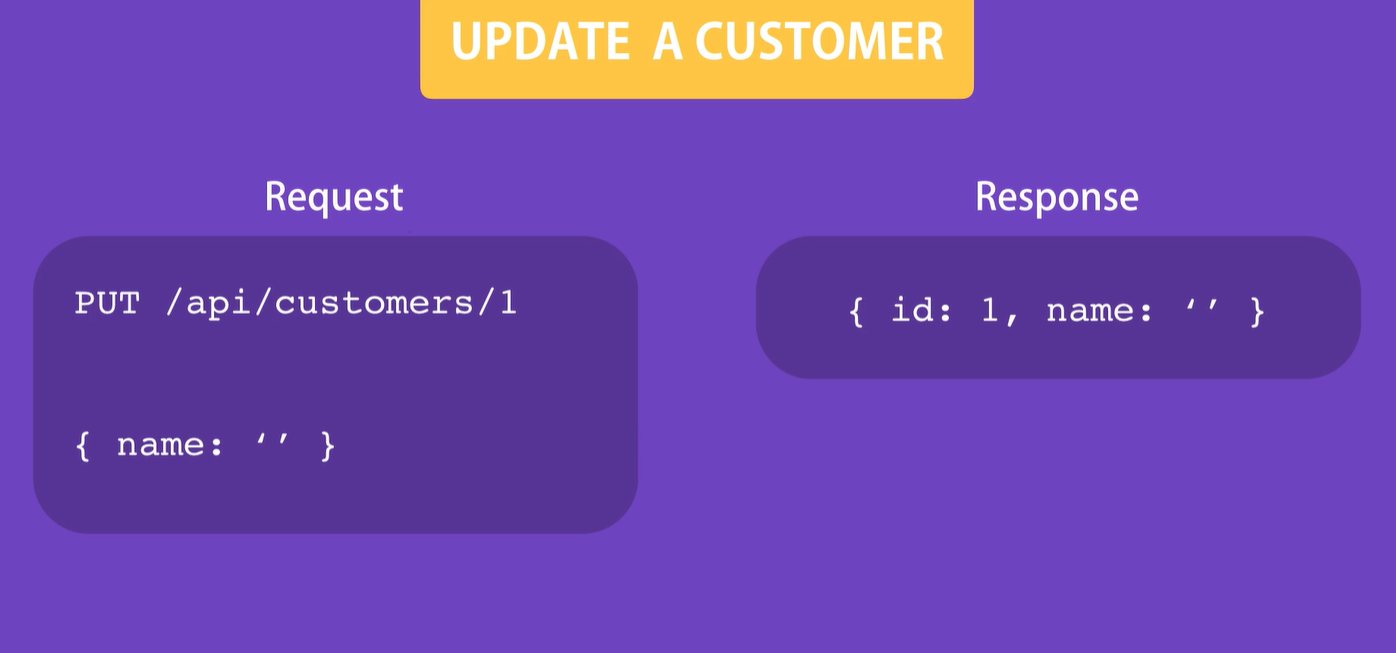 UPDATE A CUSTOMER
Request
PUT /api/customers/1
{ name: ‘’ }
Response
{ id: 1, name: ‘’ }